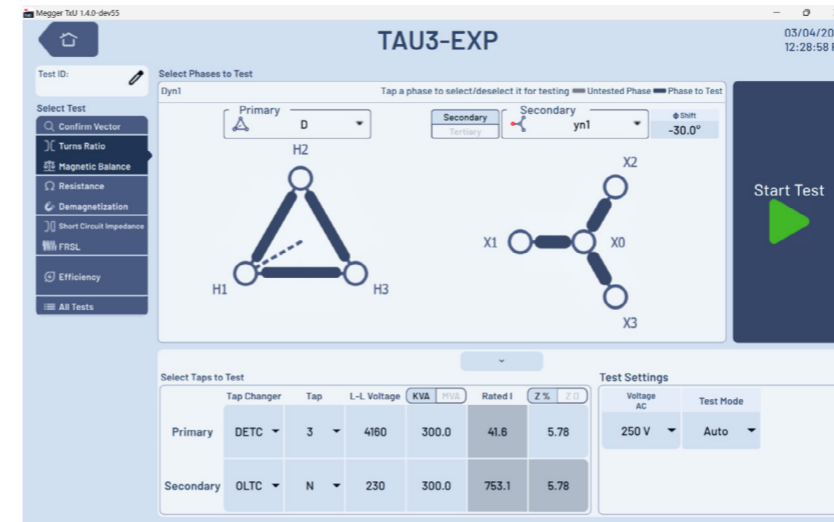 Megger TxU 1.4.0-dev55
TAU3-EXP
03/04/20
12:28:58
Test ID:
Select Phases to Test
Dyn1
Tap a phase to select/deselect it for testing Untested Phase Phase to Test
Select Test
Confirm Vector
Turns Ratio
Magnetic Balance
Resistance
Demagnetization
Short Circuit Impedance
FRSL
Efficiency
All Tests
Primary
D
Secondary
Tertiary
Secondary
yn1
Φ Shift
-30.0°
H2
H1
H3
X2
X1
X0
X3
Start Test
Select Taps to Test
Tap Changer Tap L-L Voltage KVA MVA Rated I Z % Z Ω
Primary DETC 3 4160 300.0 41.6 5.78
Secondary OLTC N 230 300.0 753.1 5.78
Test Settings
Voltage
AC
Test Mode
250 V
Auto